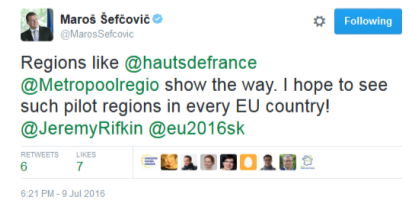 Maroš Šefčovič
@MarosSefcovic
Following
Regions like @hautsdefrance
@Metropoolregio show the way. I hope to see
such pilot regions in every EU country!
@JeremyRifkin @eu2016sk
RETWEETS LIKES
6 7
6:21 PM - 9 Jul 2016